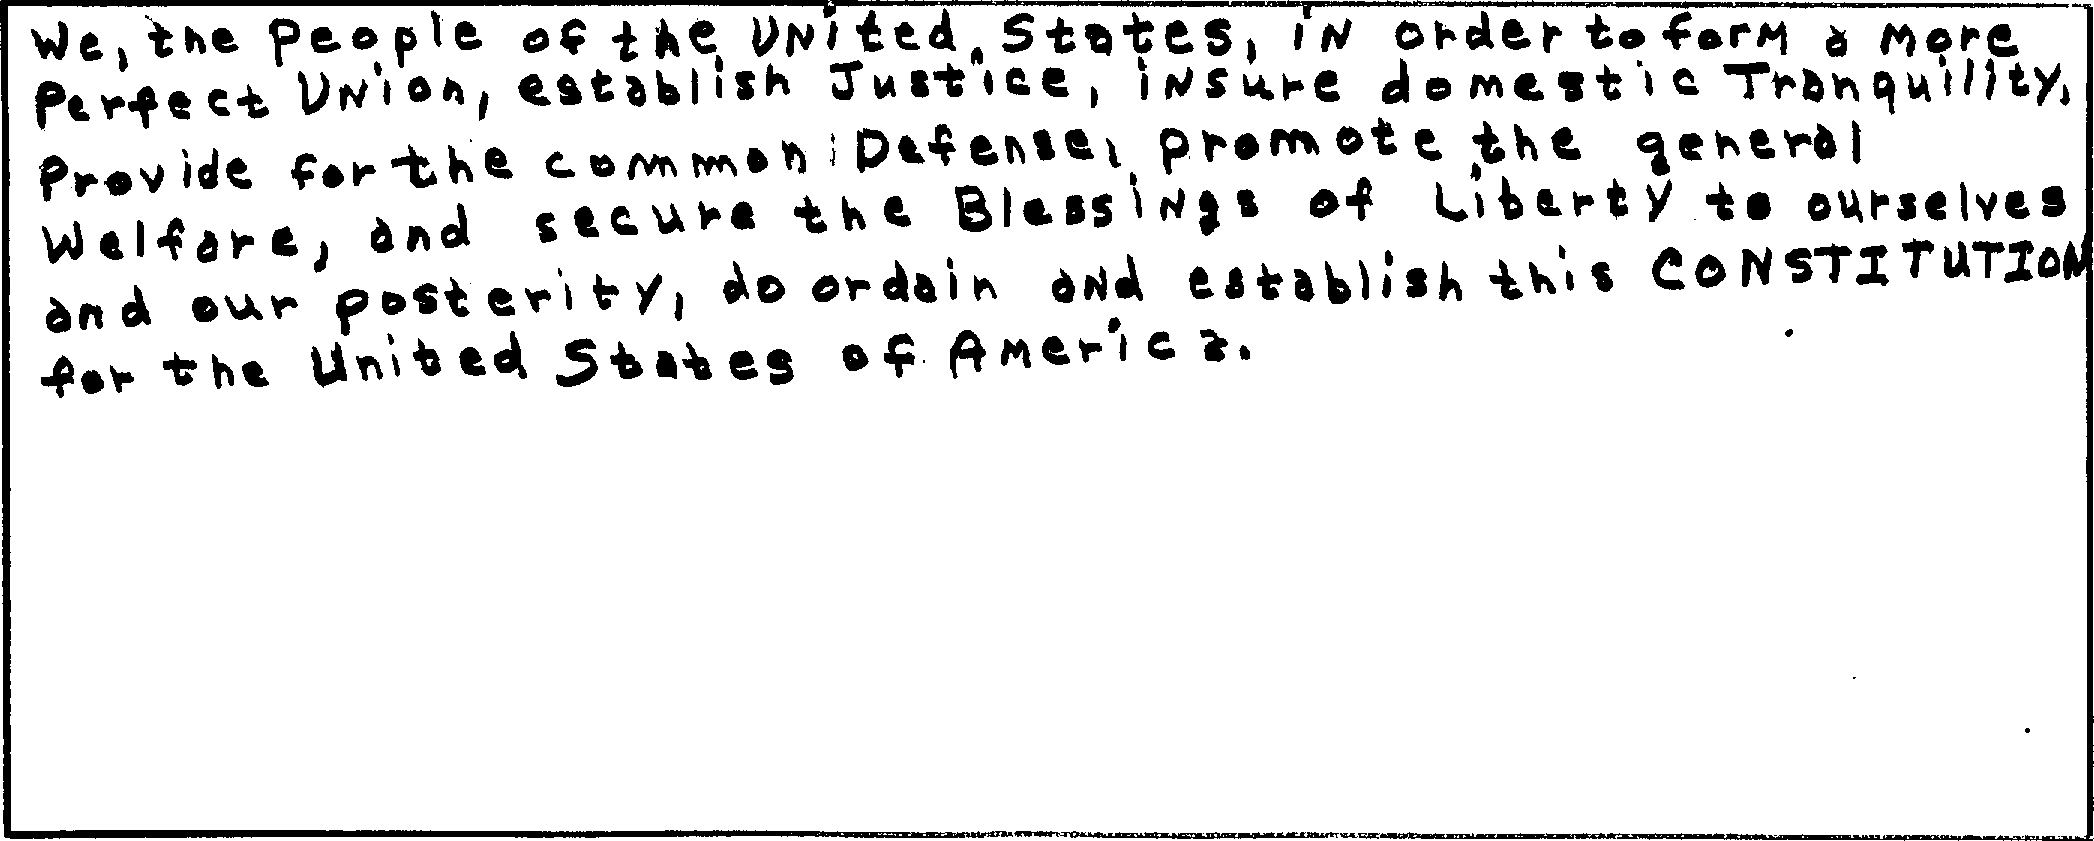 We, the People of the United States, in order to form a more
Perfect Union, establish Justice, insure domestic Tranquility,
Provide for the common Defense, promote the general
Welfare, and secure the Blessings of Liberty to ourselves
and our posterity, do ordain and establish this CONSTITUTION
for the United States of America.